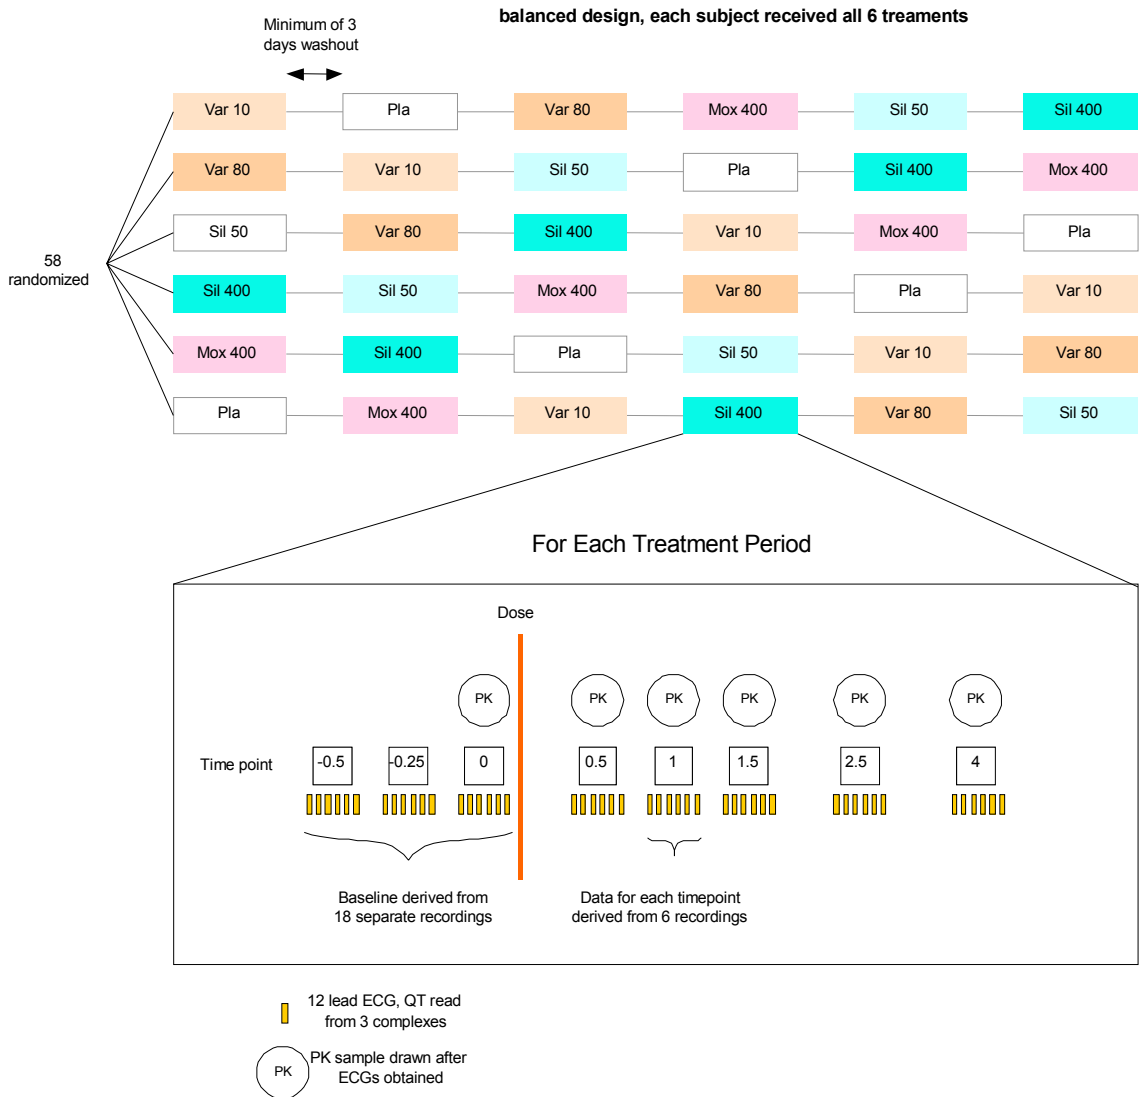 balanced design, each subject received all 6 treaments
Minimum of 3
days washout
Var 10
Pla
Var 80
Mox 400
Sil 50
Sil 400
Var 80
Var 10
Sil 50
Pla
Sil 400
Mox 400
Sil 50
Var 80
Sil 400
Var 10
Mox 400
Pla
58
randomized
Sil 400
Sil 50
Mox 400
Var 80
Pla
Var 10
Mox 400
Sil 400
Pla
Sil 50
Var 10
Var 80
Pla
Mox 400
Var 10
Sil 400
Var 80
Sil 50
For Each Treatment Period
Dose
PK
PK
PK
PK
PK
PK
Time point
-0.5
-0.25
0
0.5
1
1.5
2.5
4
Baseline derived from
18 separate recordings
Data for each timepoint
derived from 6 recordings
12 lead ECG, QT read
from 3 complexes
PK
PK sample drawn after
ECGs obtained